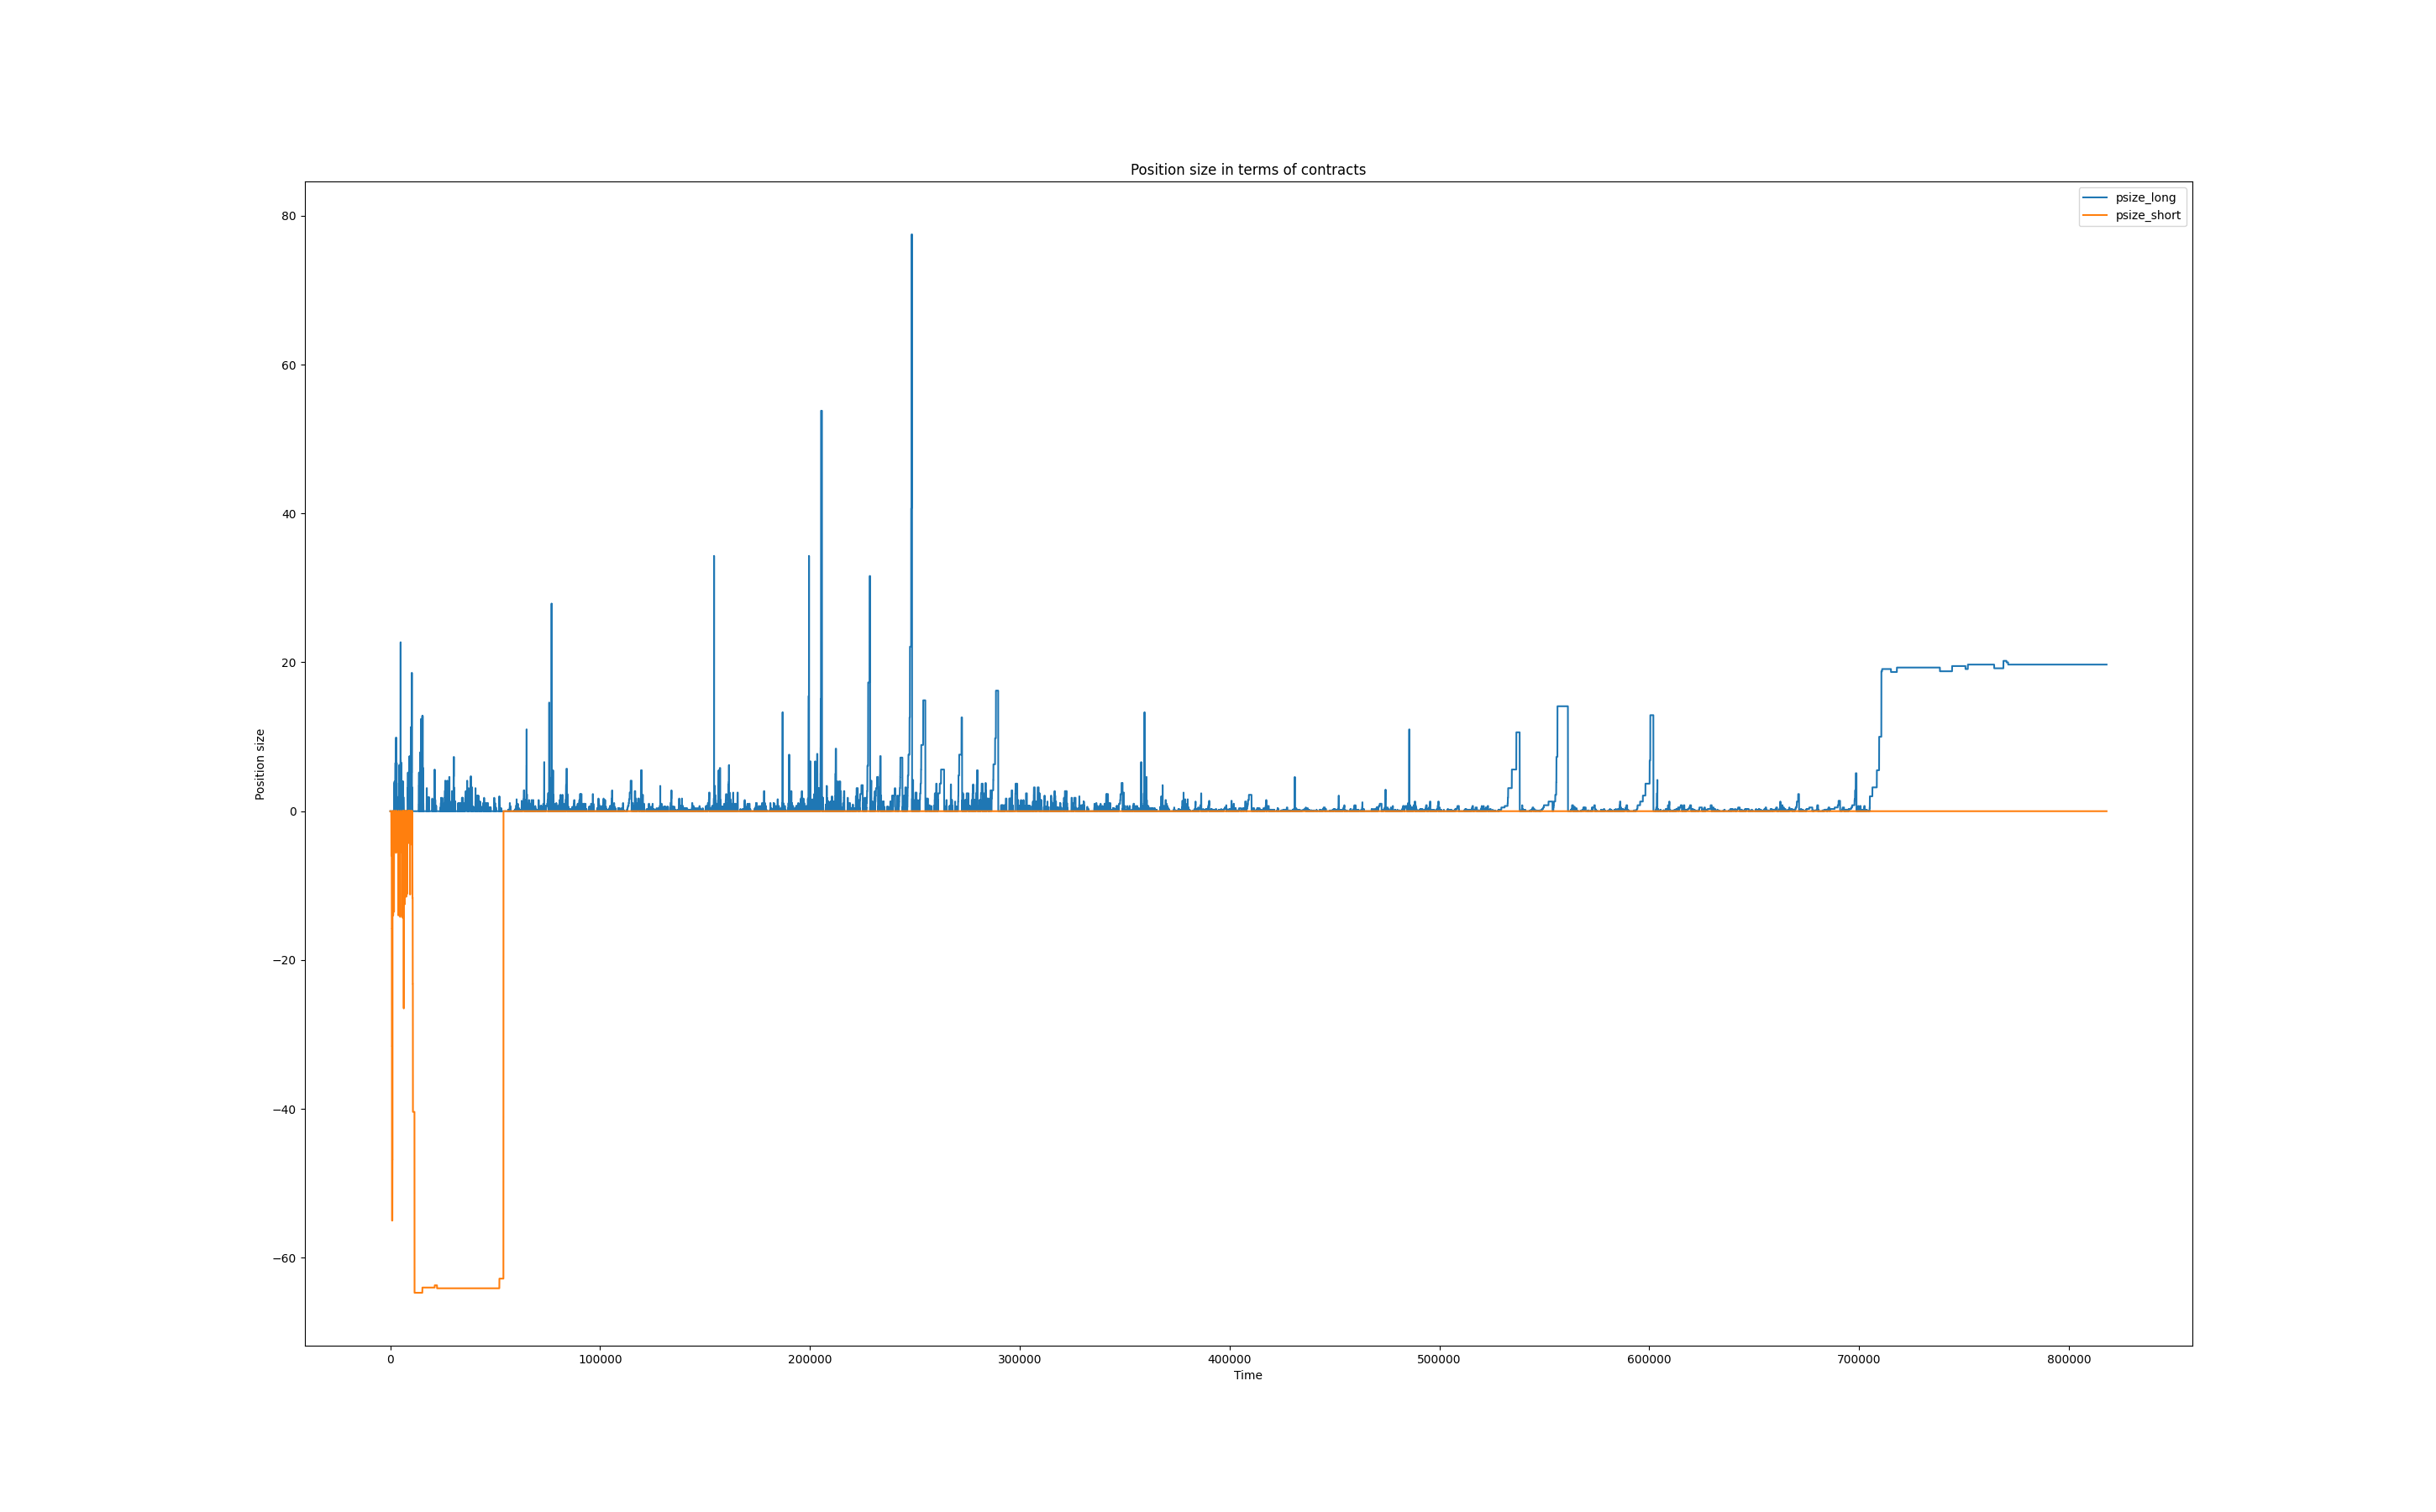 Position size in terms of contracts
psize_long
psize_short
80
60
40
20
0
−20
−40
−60
Position size
0 100000 200000 300000 400000 500000 600000 700000 800000
Time